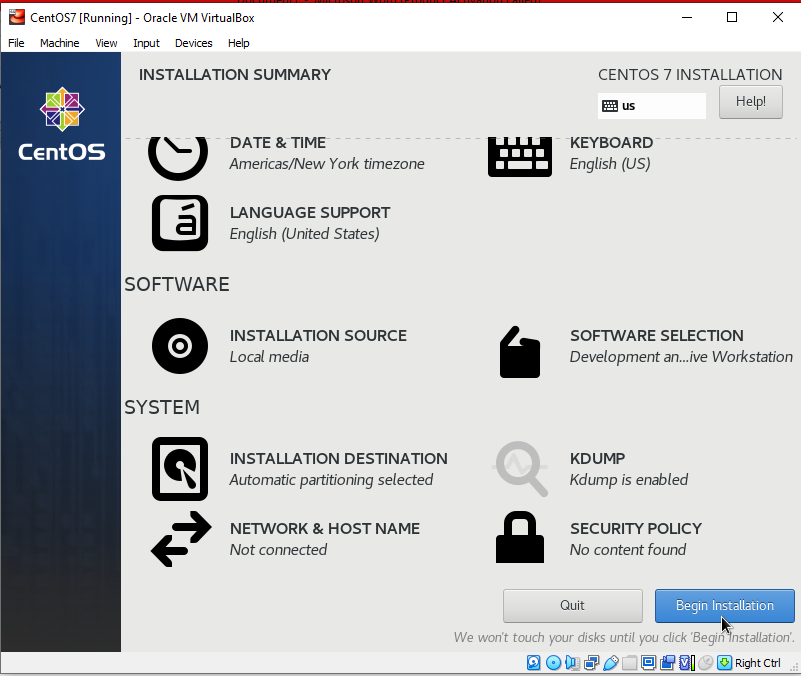 CentOS7 [Running] - Oracle VM VirtualBox
File Machine View Input Devices Help
INSTALLATION SUMMARY
CENTOS 7 INSTALLATION
us
Help!
CentOS
DATE & TIME
Americas/New York timezone
KEYBOARD
English (US)
á
LANGUAGE SUPPORT
English (United States)
SOFTWARE
INSTALLATION SOURCE
Local media
SOFTWARE SELECTION
Development an...ive Workstation
SYSTEM
INSTALLATION DESTINATION
Automatic partitioning selected
KDUMP
Kdump is enabled
NETWORK & HOST NAME
Not connected
SECURITY POLICY
No content found
Quit
Begin Installation
We won't touch your disks until you click 'Begin Installation'.
Right Ctrl